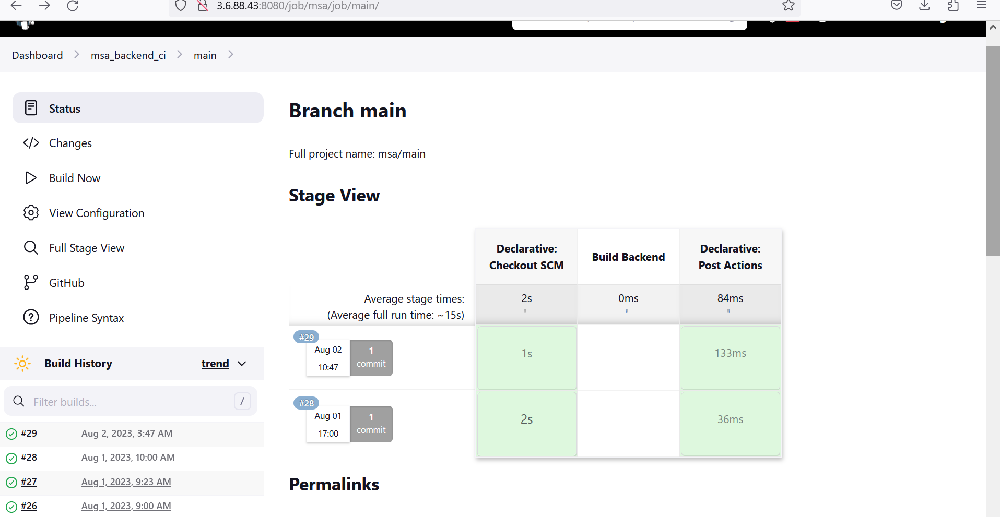 3.6.88.43:8080/job/msa/job/main/
Dashboard
msa_backend_ci
main
Status
Changes
Build Now
View Configuration
Full Stage View
GitHub
Pipeline Syntax
Build History
trend
Filter builds...
/
#29 Aug 2, 2023, 3:47 AM
#28 Aug 1, 2023, 10:00 AM
#27 Aug 1, 2023, 9:23 AM
#26 Aug 1, 2023, 9:00 AM
Branch main
Full project name: msa/main
Stage View
Declarative:
Checkout SCM
Build Backend
Declarative:
Post Actions
Average stage times:
(Average full run time: ~15s)
2s
0ms
84ms
#29
Aug 02
10:47
1
commit
1s
133ms
#28
Aug 01
17:00
1
commit
2s
36ms
Permalinks